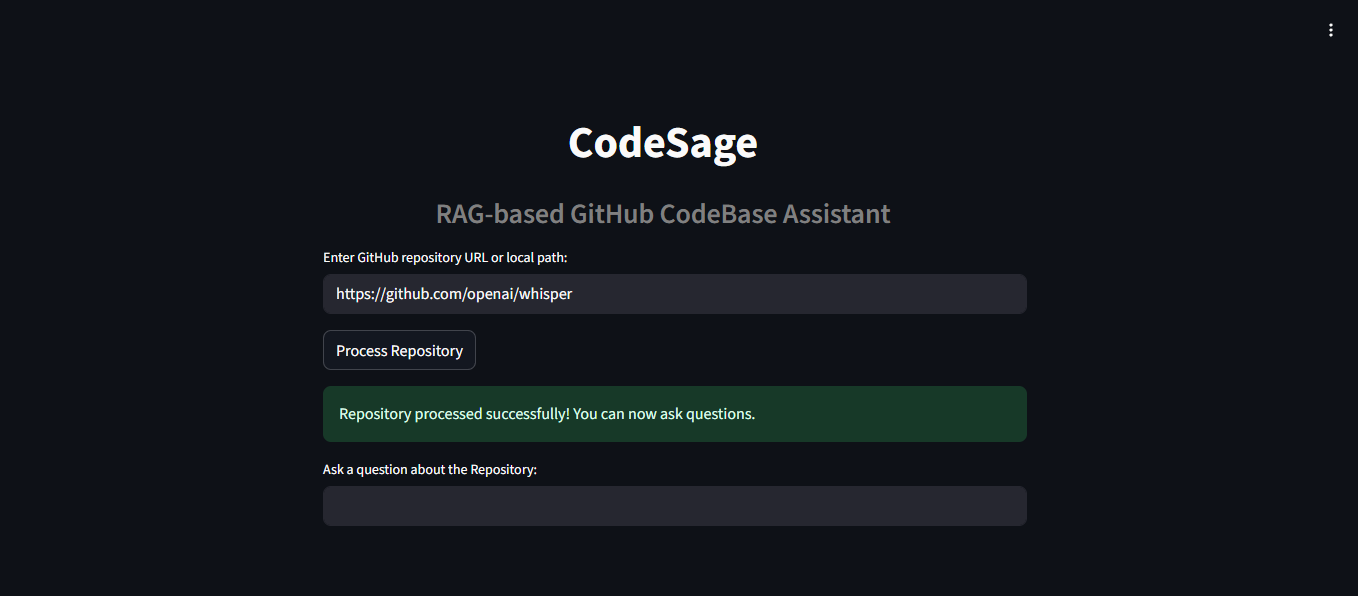 CodeSage
RAG-based GitHub CodeBase Assistant
Enter GitHub repository URL or local path:
https://github.com/openai/whisper
Process Repository
Repository processed successfully! You can now ask questions.
Ask a question about the Repository: